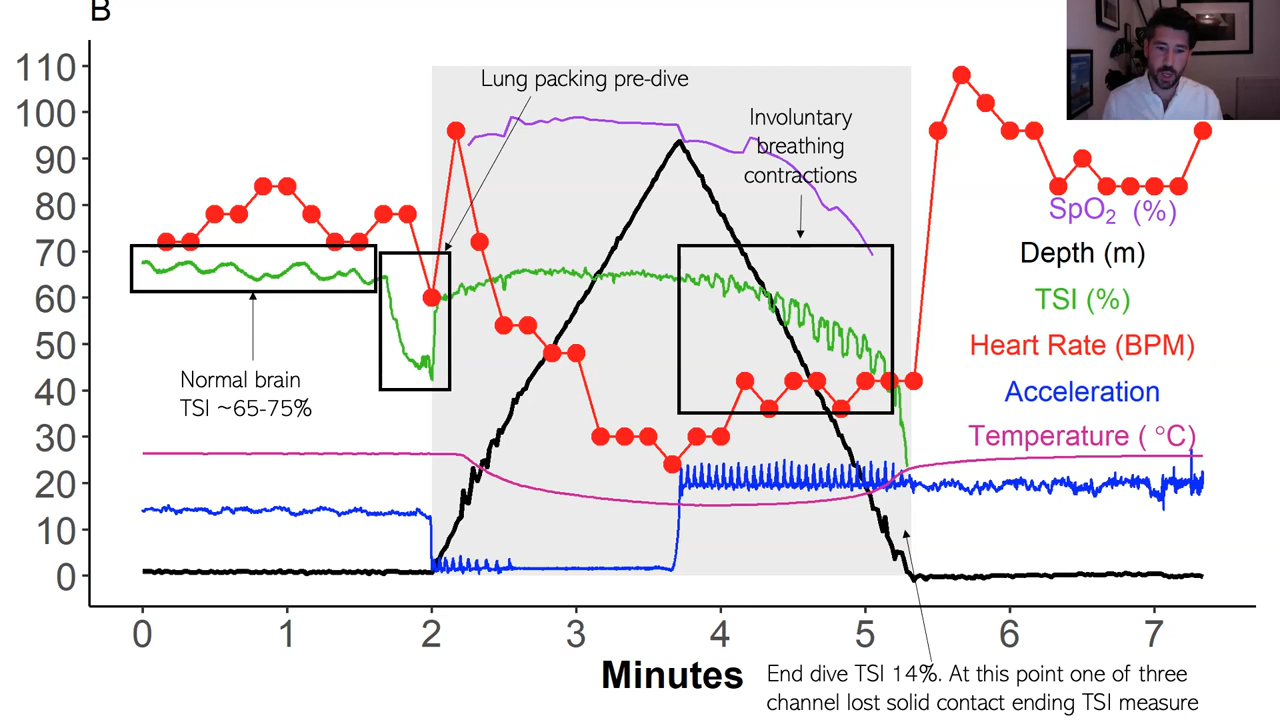 B
Lung packing pre-dive
Involuntary
breathing
contractions
110
100
90
80
70
60
50
40
30
20
10
0
Normal brain
TSI ~65-75%
SpO₂ (%)
Depth (m)
TSI (%)
Heart Rate (BPM)
Acceleration
Temperature ( °C)
0 1 2 3 4 5 6 7
Minutes
End dive TSI 14%. At this point one of three
channel lost solid contact ending TSI measure